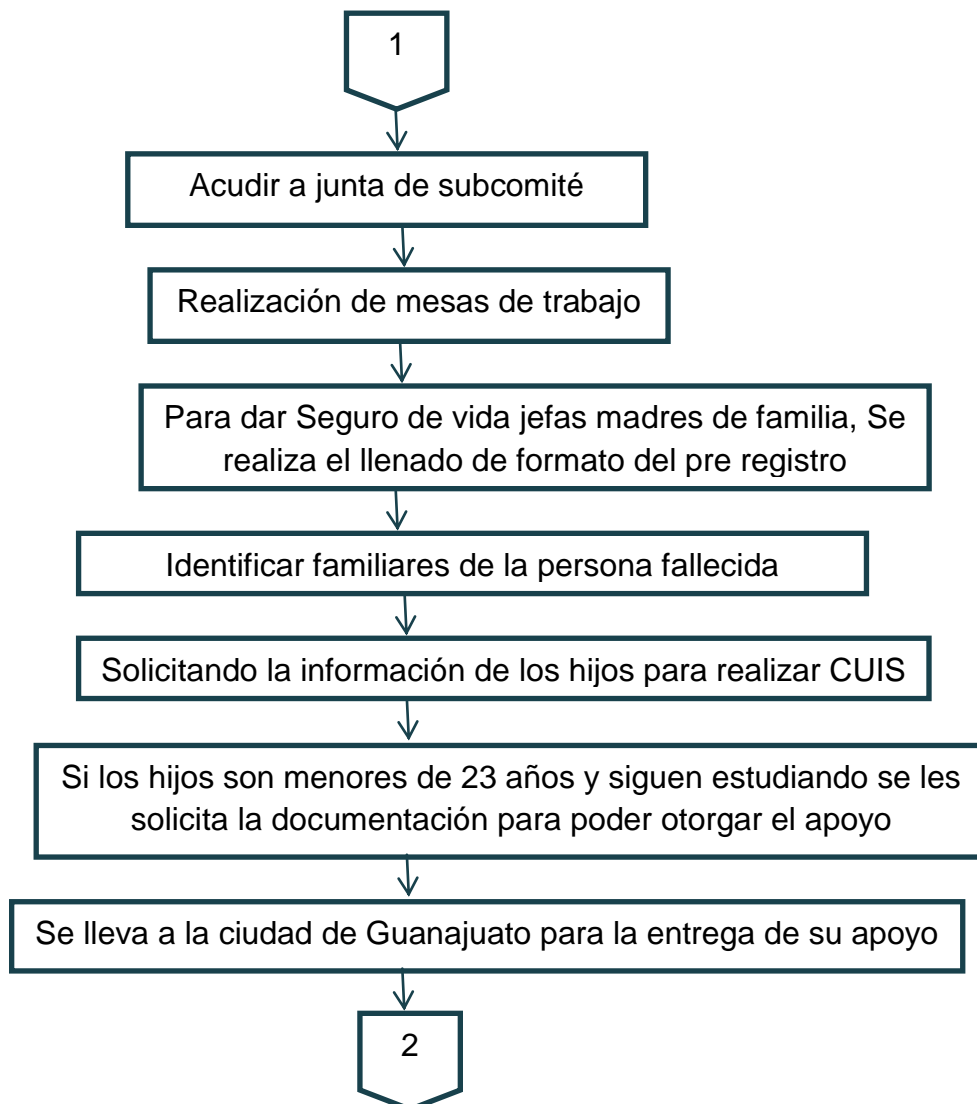 1
Acudir a junta de subcomité
Realización de mesas de trabajo
Para dar Seguro de vida jefas madres de familia, Se
realiza el llenado de formato del pre registro
Identificar familiares de la persona fallecida
Solicitando la información de los hijos para realizar CUIS
Si los hijos son menores de 23 años y siguen estudiando se les
solicita la documentación para poder otorgar el apoyo
Se lleva a la ciudad de Guanajuato para la entrega de su apoyo
2